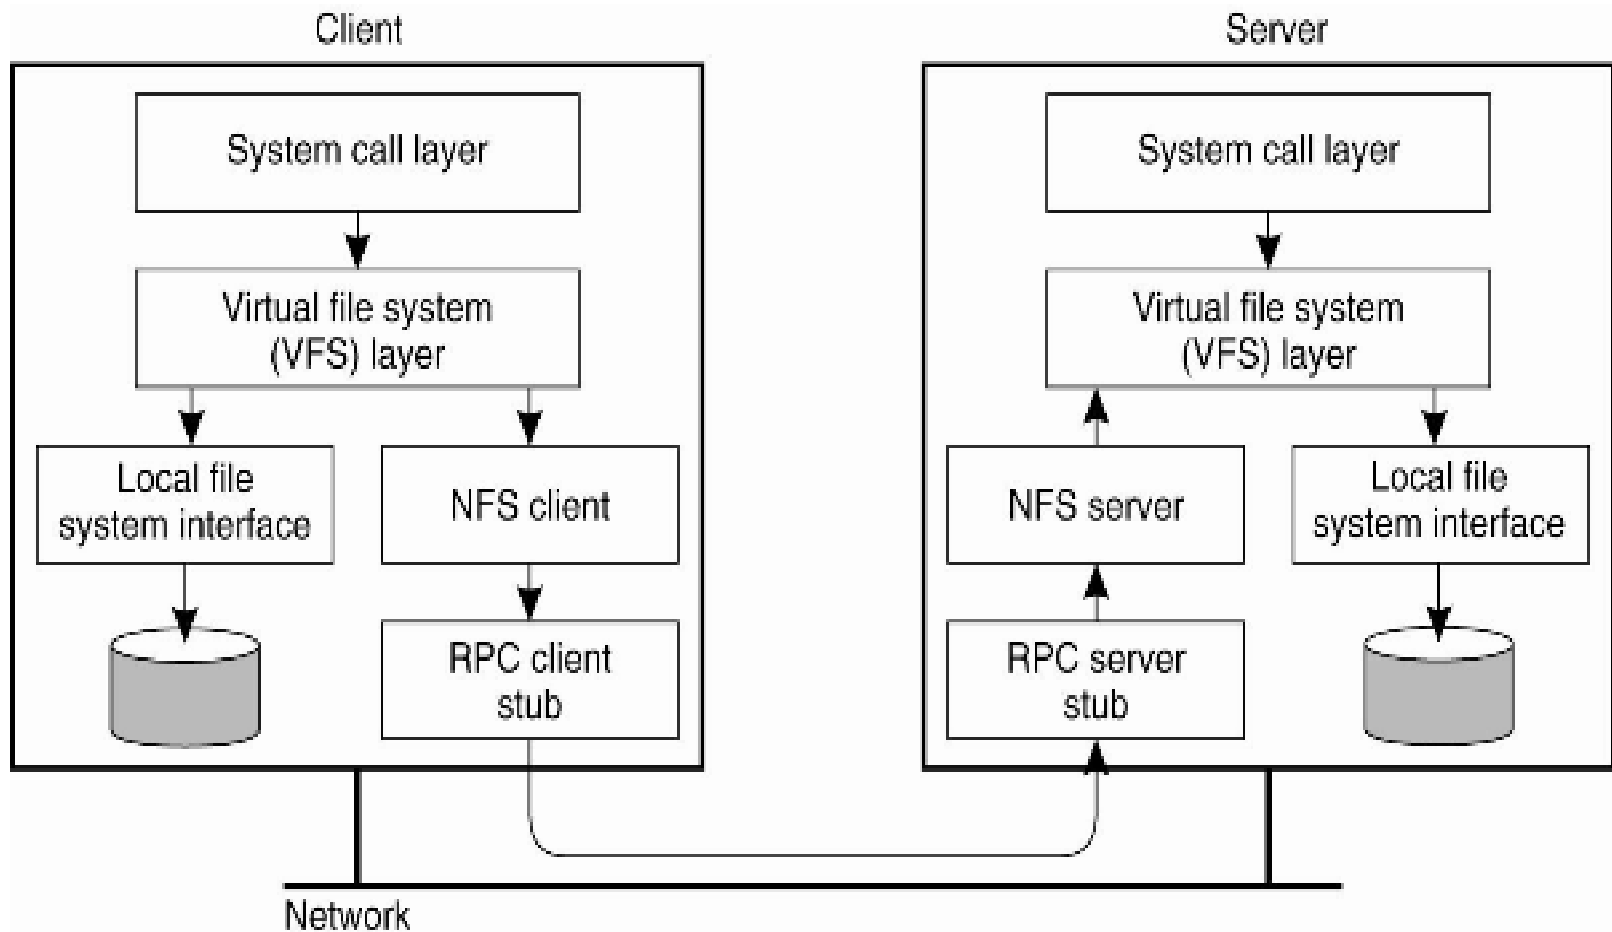 Client
System call layer
Virtual file system
(VFS) layer
Local file
system interface
NFS client
RPC client
stub
Server
System call layer
Virtual file system
(VFS) layer
NFS server
Local file
system interface
RPC server
stub
Network